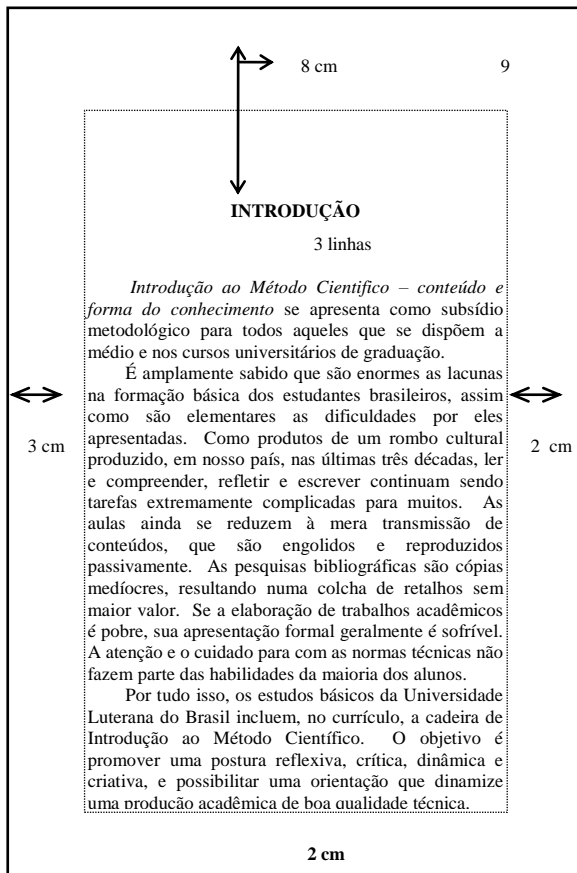 8 cm 9
INTRODUÇÃO
3 linhas
Introdução ao Método Cientifico – conteúdo e
forma do conhecimento se apresenta como subsídio
metodológico para todos aqueles que se dispõem a
médio e nos cursos universitários de graduação.
É amplamente sabido que são enormes as lacunas
na formação básica dos estudantes brasileiros, assim
como são elementares as dificuldades por eles
apresentadas. Como produtos de um rombo cultural
produzido, em nosso país, nas últimas três décadas, ler
e compreender, refletir e escrever continuam sendo
tarefas extremamente complicadas para muitos. As
aulas ainda se reduzem à mera transmissão de
conteúdos, que são engolidos e reproduzidos
passivamente. As pesquisas bibliográficas são cópias
medíocres, resultando numa colcha de retalhos sem
maior valor. Se a elaboração de trabalhos acadêmicos
é pobre, sua apresentação formal geralmente é sofrível.
A atenção e o cuidado para com as normas técnicas não
fazem parte das habilidades da maioria dos alunos.
Por tudo isso, os estudos básicos da Universidade
Luterana do Brasil incluem, no currículo, a cadeira de
Introdução ao Método Científico. O objetivo é
promover uma postura reflexiva, crítica, dinâmica e
criativa, e possibilitar uma orientação que dinamize
uma produção acadêmica de boa qualidade técnica.
3 cm
2 cm
2 cm